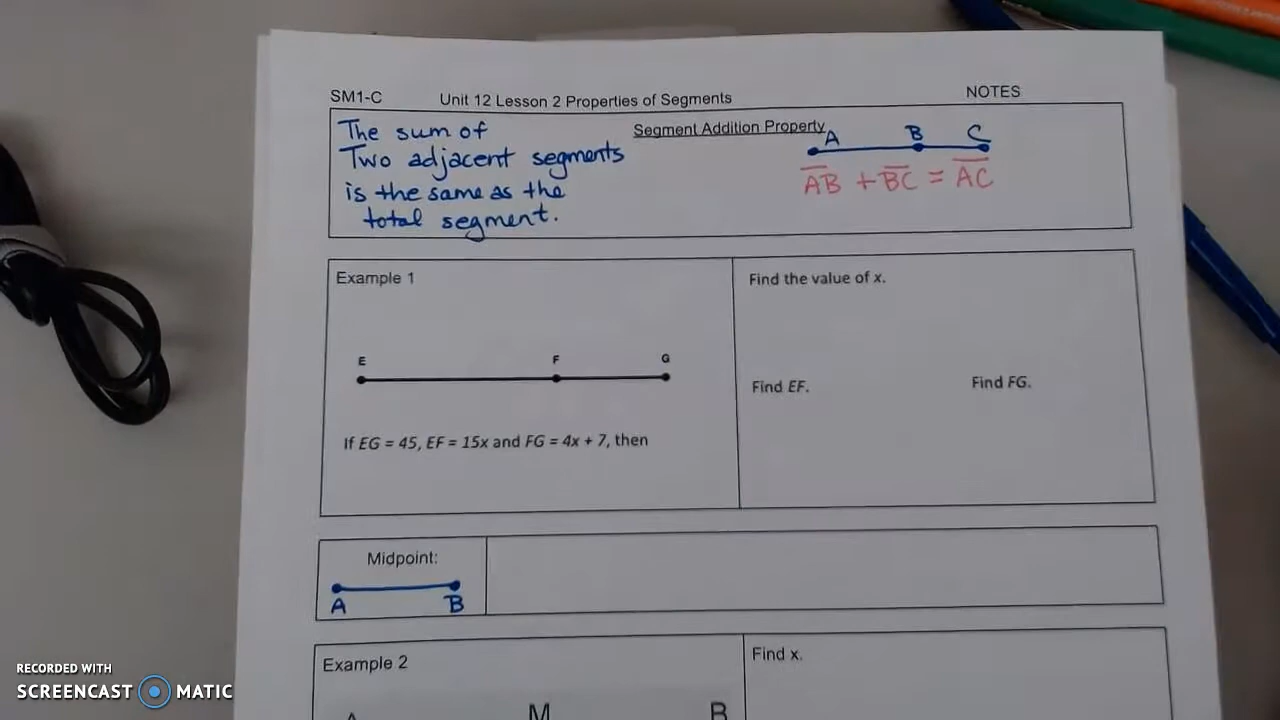 SM1-C Unit 12 Lesson 2 Properties of Segments NOTES
The sum of
Two adjacent segments
is the same as the
total segment.
Segment Addition Property
A B C
AB + BC = AC
Example 1
E F G
If EG = 45, EF = 15x and FG = 4x + 7, then
Find the value of x.
Find EF. Find FG.
Midpoint:
A B
Example 2
A M B
Find x.
RECORDED WITH
SCREENCAST MATIC